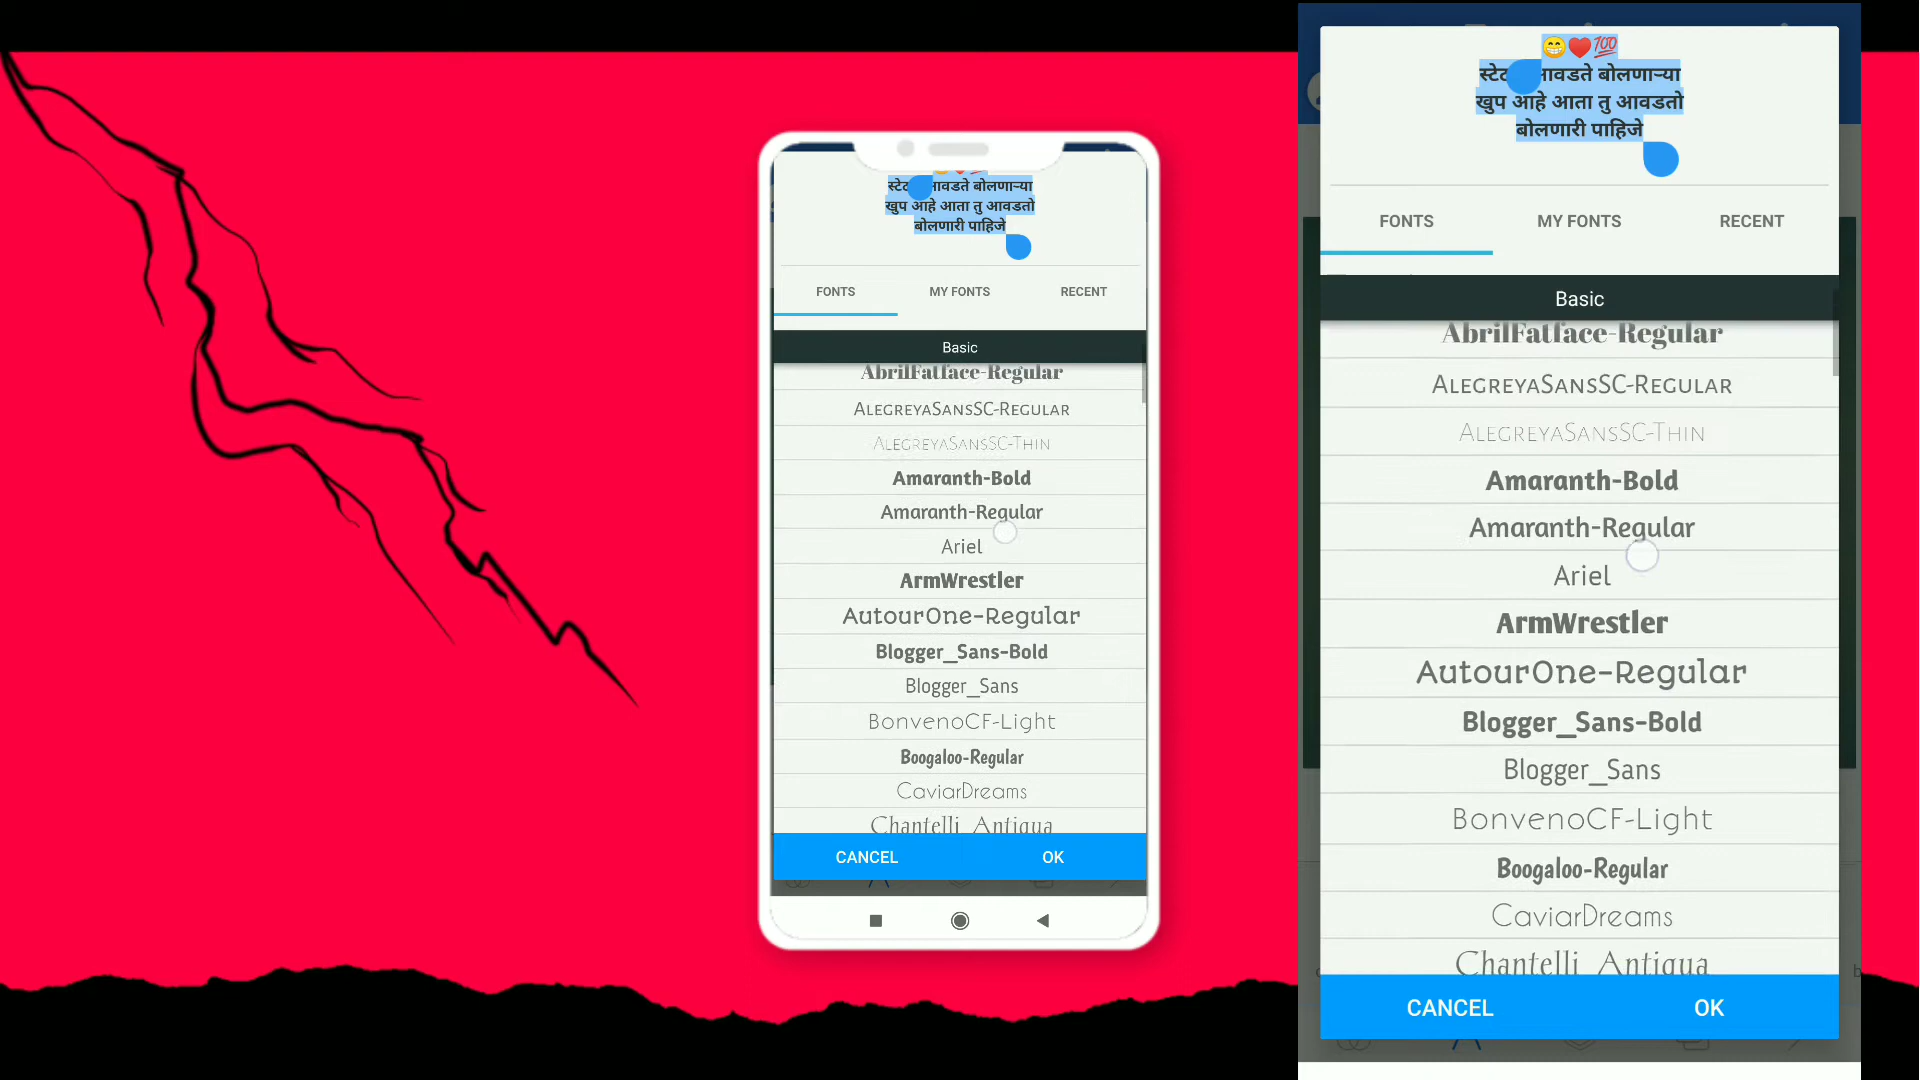 आवडते बोलणाऱ्या
खुप आहे आता तु आवडतो
बोलणारी पाहिजे
FONTS MY FONTS RECENT
Basic
AbrilFatface-Regular
AlegreyaSansSC-Regular
AlegreyaSansSC-Thin
Amaranth-Bold
Amaranth-Regular
Ariel
ArmWrestler
AutourOne-Regular
Blogger_Sans-Bold
Blogger_Sans
BonvenoCF-Light
Boogaloo-Regular
CaviarDreams
Chantelli_Antiqua
CANCEL OK
😁♥️💯
आवडते बोलणाऱ्या
खुप आहे आता तु आवडतो
बोलणारी पाहिजे
FONTS MY FONTS RECENT
Basic
AbrilFatface-Regular
AlegreyaSansSC-Regular
AlegreyaSansSC-Thin
Amaranth-Bold
Amaranth-Regular
Ariel
ArmWrestler
AutourOne-Regular
Blogger_Sans-Bold
Blogger_Sans
BonvenoCF-Light
Boogaloo-Regular
CaviarDreams
Chantelli_Antiqua
CANCEL OK